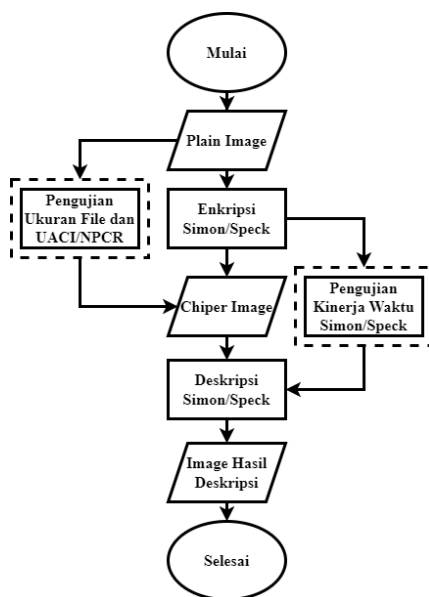 Mulai
Plain Image
Pengujian
Ukuran File dan
UACI/NPCR
Enkripsi
Simon/Speck
Chiper Image
Pengujian
Kinerja Waktu
Simon/Speck
Deskripsi
Simon/Speck
Image Hasil
Deskripsi
Selesai